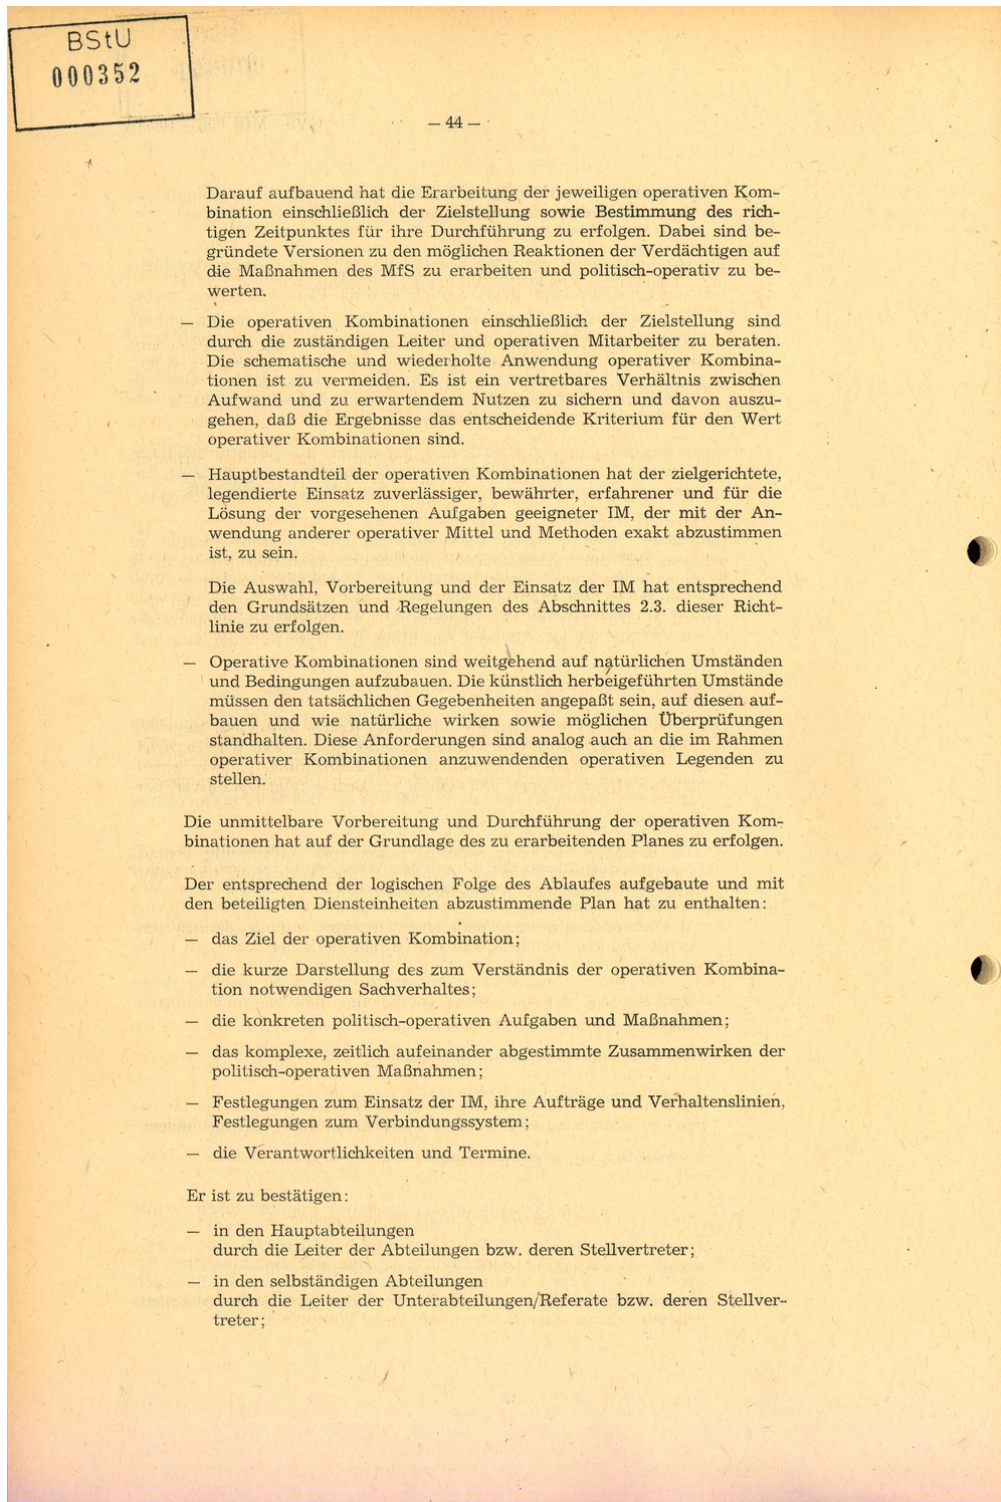 BStU
000352
— 44 —
Darauf aufbauend hat die Erarbeitung der jeweiligen operativen Kom-
bination einschließlich der Zielstellung sowie Bestimmung des rich-
tigen Zeitpunktes für ihre Durchführung zu erfolgen. Dabei sind be-
gründete Versionen zu den möglichen Reaktionen der Verdächtigen auf
die Maßnahmen des MfS zu erarbeiten und politisch-operativ zu be-
werten.
— Die operativen Kombinationen einschließlich der Zielstellung sind
durch die zuständigen Leiter und operativen Mitarbeiter zu beraten.
Die schematische und wiederholte Anwendung operativer Kombina-
tionen ist zu vermeiden. Es ist ein vertretbares Verhältnis zwischen
Aufwand und zu erwartendem Nutzen zu sichern und davon auszu-
gehen, daß die Ergebnisse das entscheidende Kriterium für den Wert
operativer Kombinationen sind.
— Hauptbestandteil der operativen Kombinationen hat der zielgerichtete,
legendierte Einsatz zuverlässiger, bewährter, erfahrener und für die
Lösung der vorgesehenen Aufgaben geeigneter IM, der mit der An-
wendung anderer operativer Mittel und Methoden exakt abzustimmen
ist, zu sein.
Die Auswahl, Vorbereitung und der Einsatz der IM hat entsprechend
den Grundsätzen und Regelungen des Abschnittes 2.3. dieser Richt-
linie zu erfolgen.
— Operative Kombinationen sind weitgehend auf natürlichen Umständen
und Bedingungen aufzubauen. Die künstlich herbeigeführten Umstände
müssen den tatsächlichen Gegebenheiten angepaßt sein, auf diesen auf-
bauen und wie natürliche wirken sowie möglichen Überprüfungen
standhalten. Diese Anforderungen sind analog auch an die im Rahmen
operativer Kombinationen anzuwendenden operativen Legenden zu
stellen.
Die unmittelbare Vorbereitung und Durchführung der operativen Kom-
binationen hat auf der Grundlage des zu erarbeitenden Planes zu erfolgen.
Der entsprechend der logischen Folge des Ablaufes aufgebaute und mit
den beteiligten Diensteinheiten abzustimmende Plan hat zu enthalten:
— das Ziel der operativen Kombination;
— die kurze Darstellung des zum Verständnis der operativen Kombina-
tion notwendigen Sachverhaltes;
— die konkreten politisch-operativen Aufgaben und Maßnahmen;
— das komplexe, zeitlich aufeinander abgestimmte Zusammenwirken der
politisch-operativen Maßnahmen;
— Festlegungen zum Einsatz der IM, ihre Aufträge und Verhaltenslinien,
Festlegungen zum Verbindungssystem;
— die Verantwortlichkeiten und Termine.
Er ist zu bestätigen:
— in den Hauptabteilungen
durch die Leiter der Abteilungen bzw. deren Stellvertreter;
— in den selbständigen Abteilungen
durch die Leiter der Unterabteilungen/Referate bzw. deren Stellver-
treter;